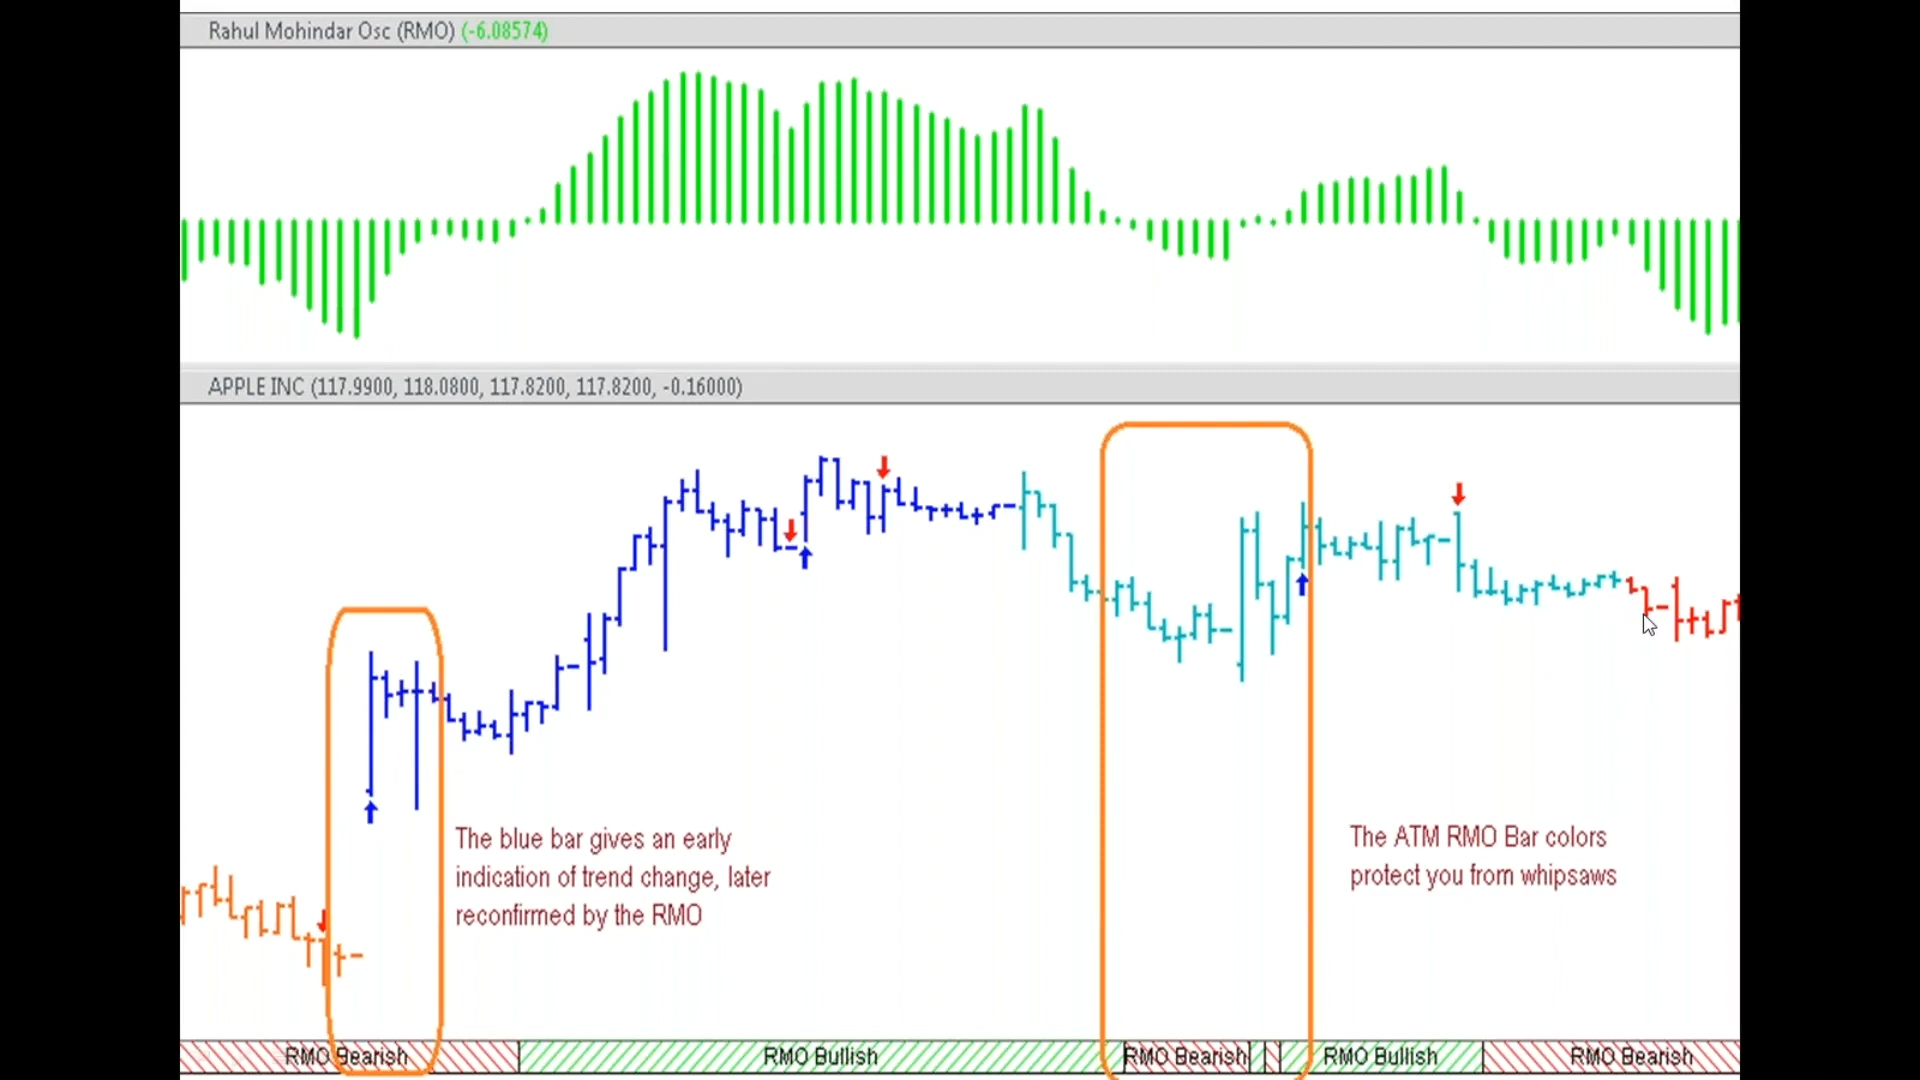 Rahul Mohindar Osc (RMO) (-6.08574)
APPLE INC (117.9900, 118.0800, 117.8200, 117.8200, -0.16000)
The blue bar gives an early
indication of trend change, later
reconfirmed by the RMO
The ATM RMO Bar colors
protect you from whipsaws
RMO Bearish
RMO Bullish
RMO Bearish
RMO Bullish
RMO Bearish